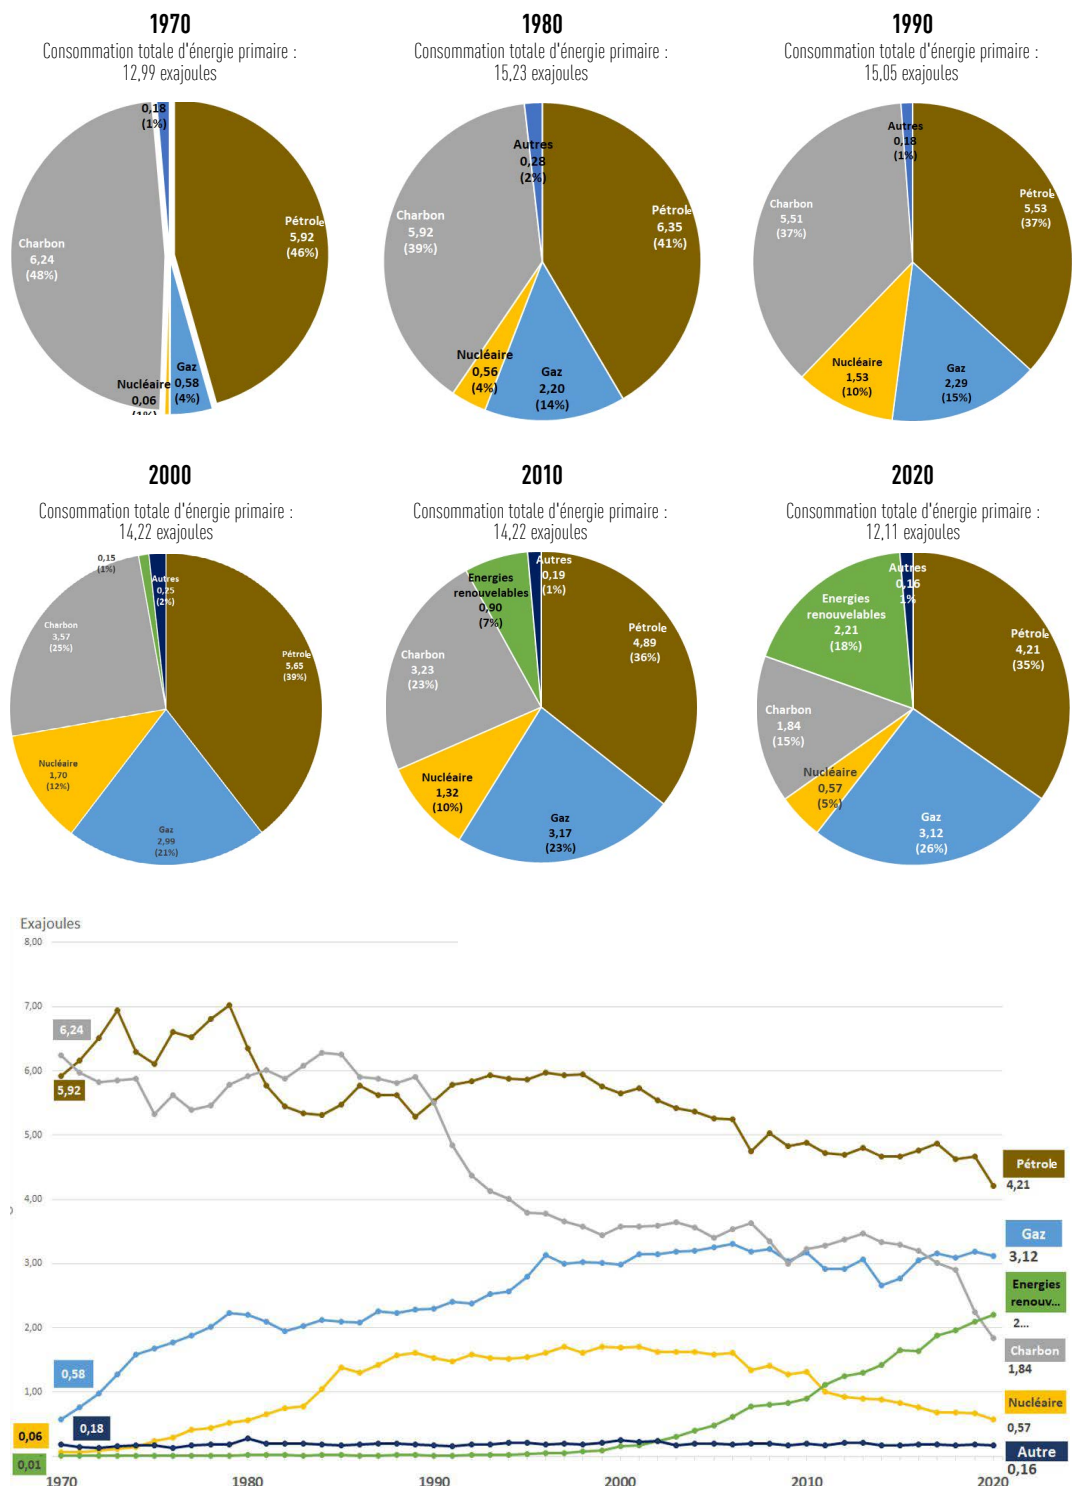 1970
Consommation totale d'énergie primaire :
12,99 exajoules
0,18
(1%)
Pétrole
5,92
(46%)
Charbon
6,24
(48%)
Gaz
0,58
(4%)
Nucléaire
0,06
(1%)
1980
Consommation totale d'énergie primaire :
15,23 exajoules
Autres
0,28
(2%)
Pétrole
6,35
(41%)
Charbon
5,92
(39%)
Nucléaire
0,56
(4%)
Gaz
2,20
(14%)
1990
Consommation totale d'énergie primaire :
15,05 exajoules
Autres
0,18
(1%)
Pétrole
5,53
(37%)
Charbon
5,51
(37%)
Nucléaire
1,53
(10%)
Gaz
2,29
(15%)
2000
Consommation totale d'énergie primaire :
14,22 exajoules
0,15
(1%)
Autres
0,25
(2%)
Charbon
3,57
(25%)
Pétrole
5,65
(39%)
Nucléaire
1,70
(12%)
Gaz
2,99
(21%)
2010
Consommation totale d'énergie primaire :
14,22 exajoules
Autres
0,19
(1%)
Energies
renouvelables
0,90
(7%)
Pétrole
4,89
(36%)
Charbon
3,23
(23%)
Nucléaire
1,32
(10%)
Gaz
3,17
(23%)
2020
Consommation totale d'énergie primaire :
12,11 exajoules
Autres
0,16
1%
Energies
renouvelables
2,21
(18%)
Pétrole
4,21
(35%)
Charbon
1,84
(15%)
Nucléaire
0,57
(5%)
Gaz
3,12
(26%)
Exajoules
8,00
7,00
6,00
5,00
4,00
3,00
2,00
1,00
6,24
5,92
0,58
0,18
0,06
0,01
Pétrole
4,21
Gaz
3,12
Energies
renouv...
2...
Charbon
1,84
Nucléaire
0,57
Autre
0,16
1970 1980 1990 2000 2010 2020